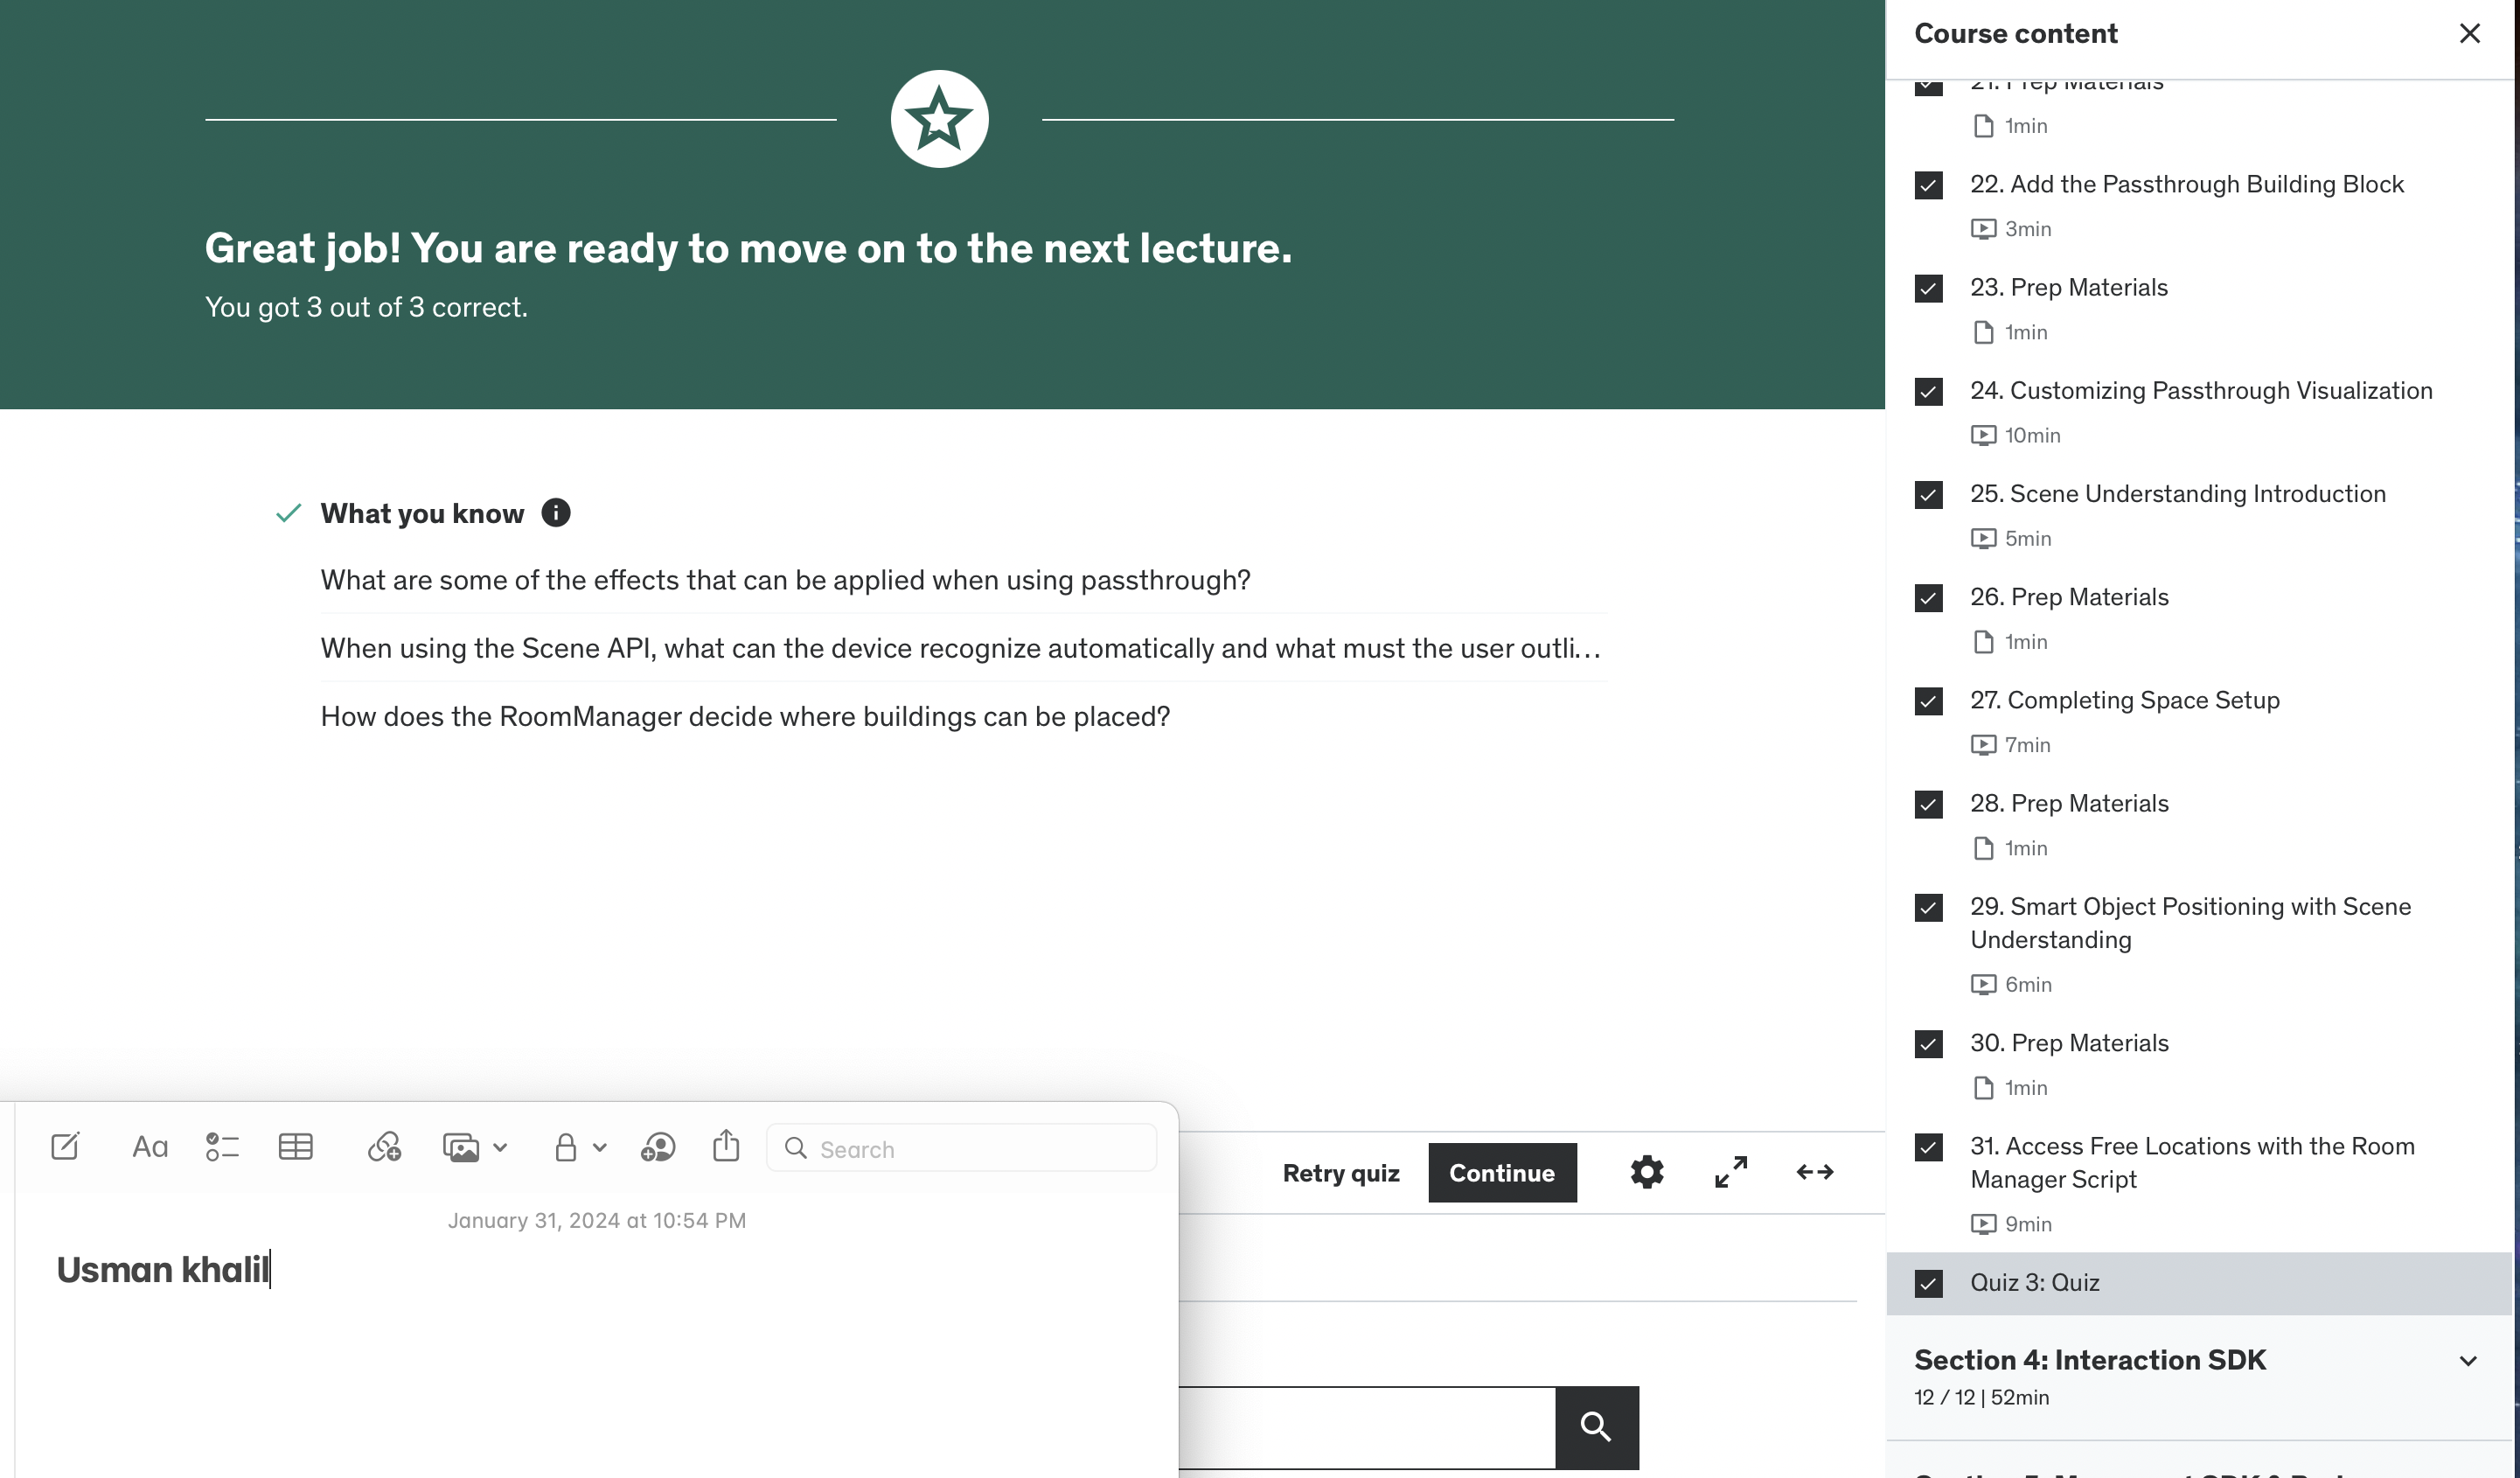 Great job! You are ready to move on to the next lecture.
You got 3 out of 3 correct.
What you know
What are some of the effects that can be applied when using passthrough?
When using the Scene API, what can the device recognize automatically and what must the user outli...
How does the RoomManager decide where buildings can be placed?
Aa
Search
January 31, 2024 at 10:54 PM
Usman khalil
Retry quiz
Continue
Course content
21. Prep Materials
1min
22. Add the Passthrough Building Block
3min
23. Prep Materials
1min
24. Customizing Passthrough Visualization
10min
25. Scene Understanding Introduction
5min
26. Prep Materials
1min
27. Completing Space Setup
7min
28. Prep Materials
1min
29. Smart Object Positioning with Scene
Understanding
6min
30. Prep Materials
1min
31. Access Free Locations with the Room
Manager Script
9min
Quiz 3: Quiz
Section 4: Interaction SDK
12 / 12 | 52min